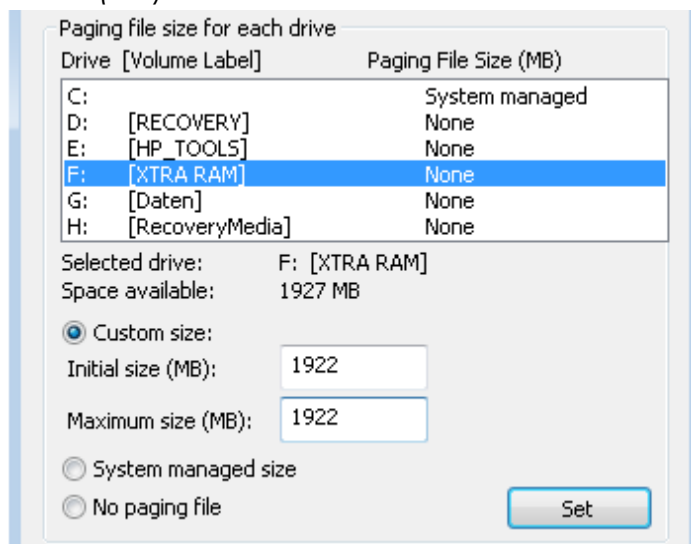 Paging file size for each drive
Drive [Volume Label] Paging File Size (MB)
C: System managed
D: [RECOVERY] None
E: [HP_TOOLS] None
F: [XTRA RAM] None
G: [Daten] None
H: [RecoveryMedia] None
Selected drive: F: [XTRA RAM]
Space available: 1927 MB
Custom size:
Initial size (MB): 1922
Maximum size (MB): 1922
System managed size
No paging file
Set